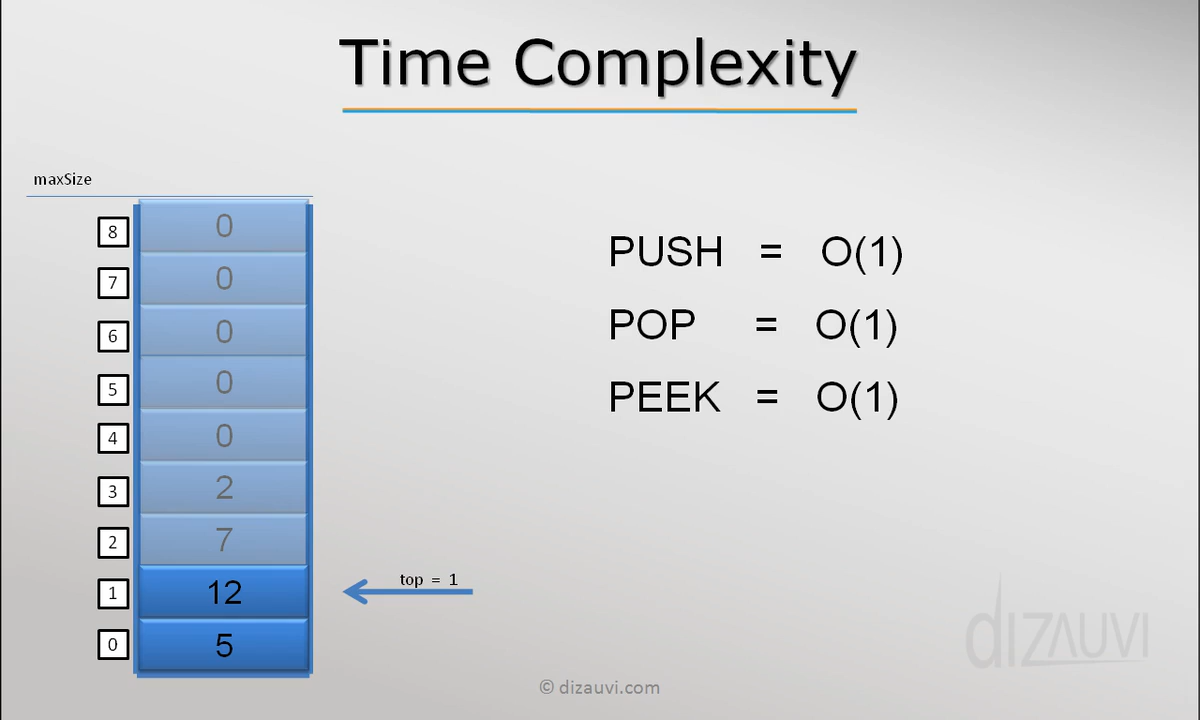 Time Complexity
maxSize
8 0
7 0
6 0
5 0
4 0
3 2
2 7
1 12
0 5
top = 1
PUSH = O(1)
POP = O(1)
PEEK = O(1)
dizauvi
© dizauvi.com